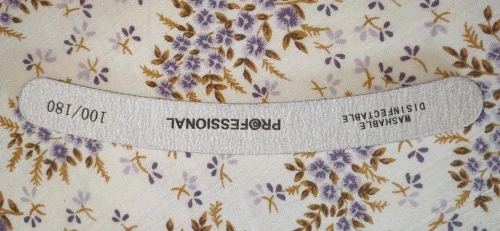 100/180
PROFESSIONAL
WASHABLE
DISINFECTABLE